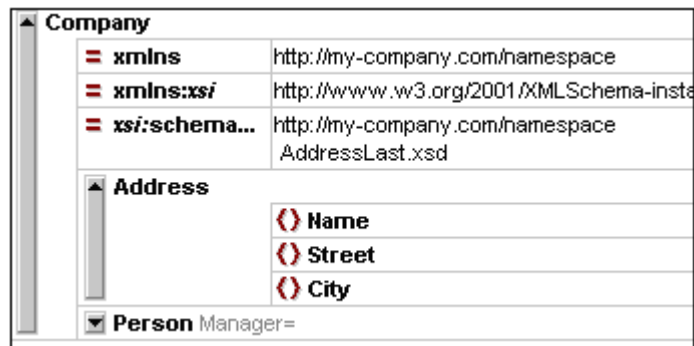 Company
= xmlns http://my-company.com/namespace
= xmlns:xsi http://www.w3.org/2001/XMLSchema-insta
= xsi:schema... http://my-company.com/namespace
AddressLast.xsd
Address
() Name
() Street
() City
Person Manager=